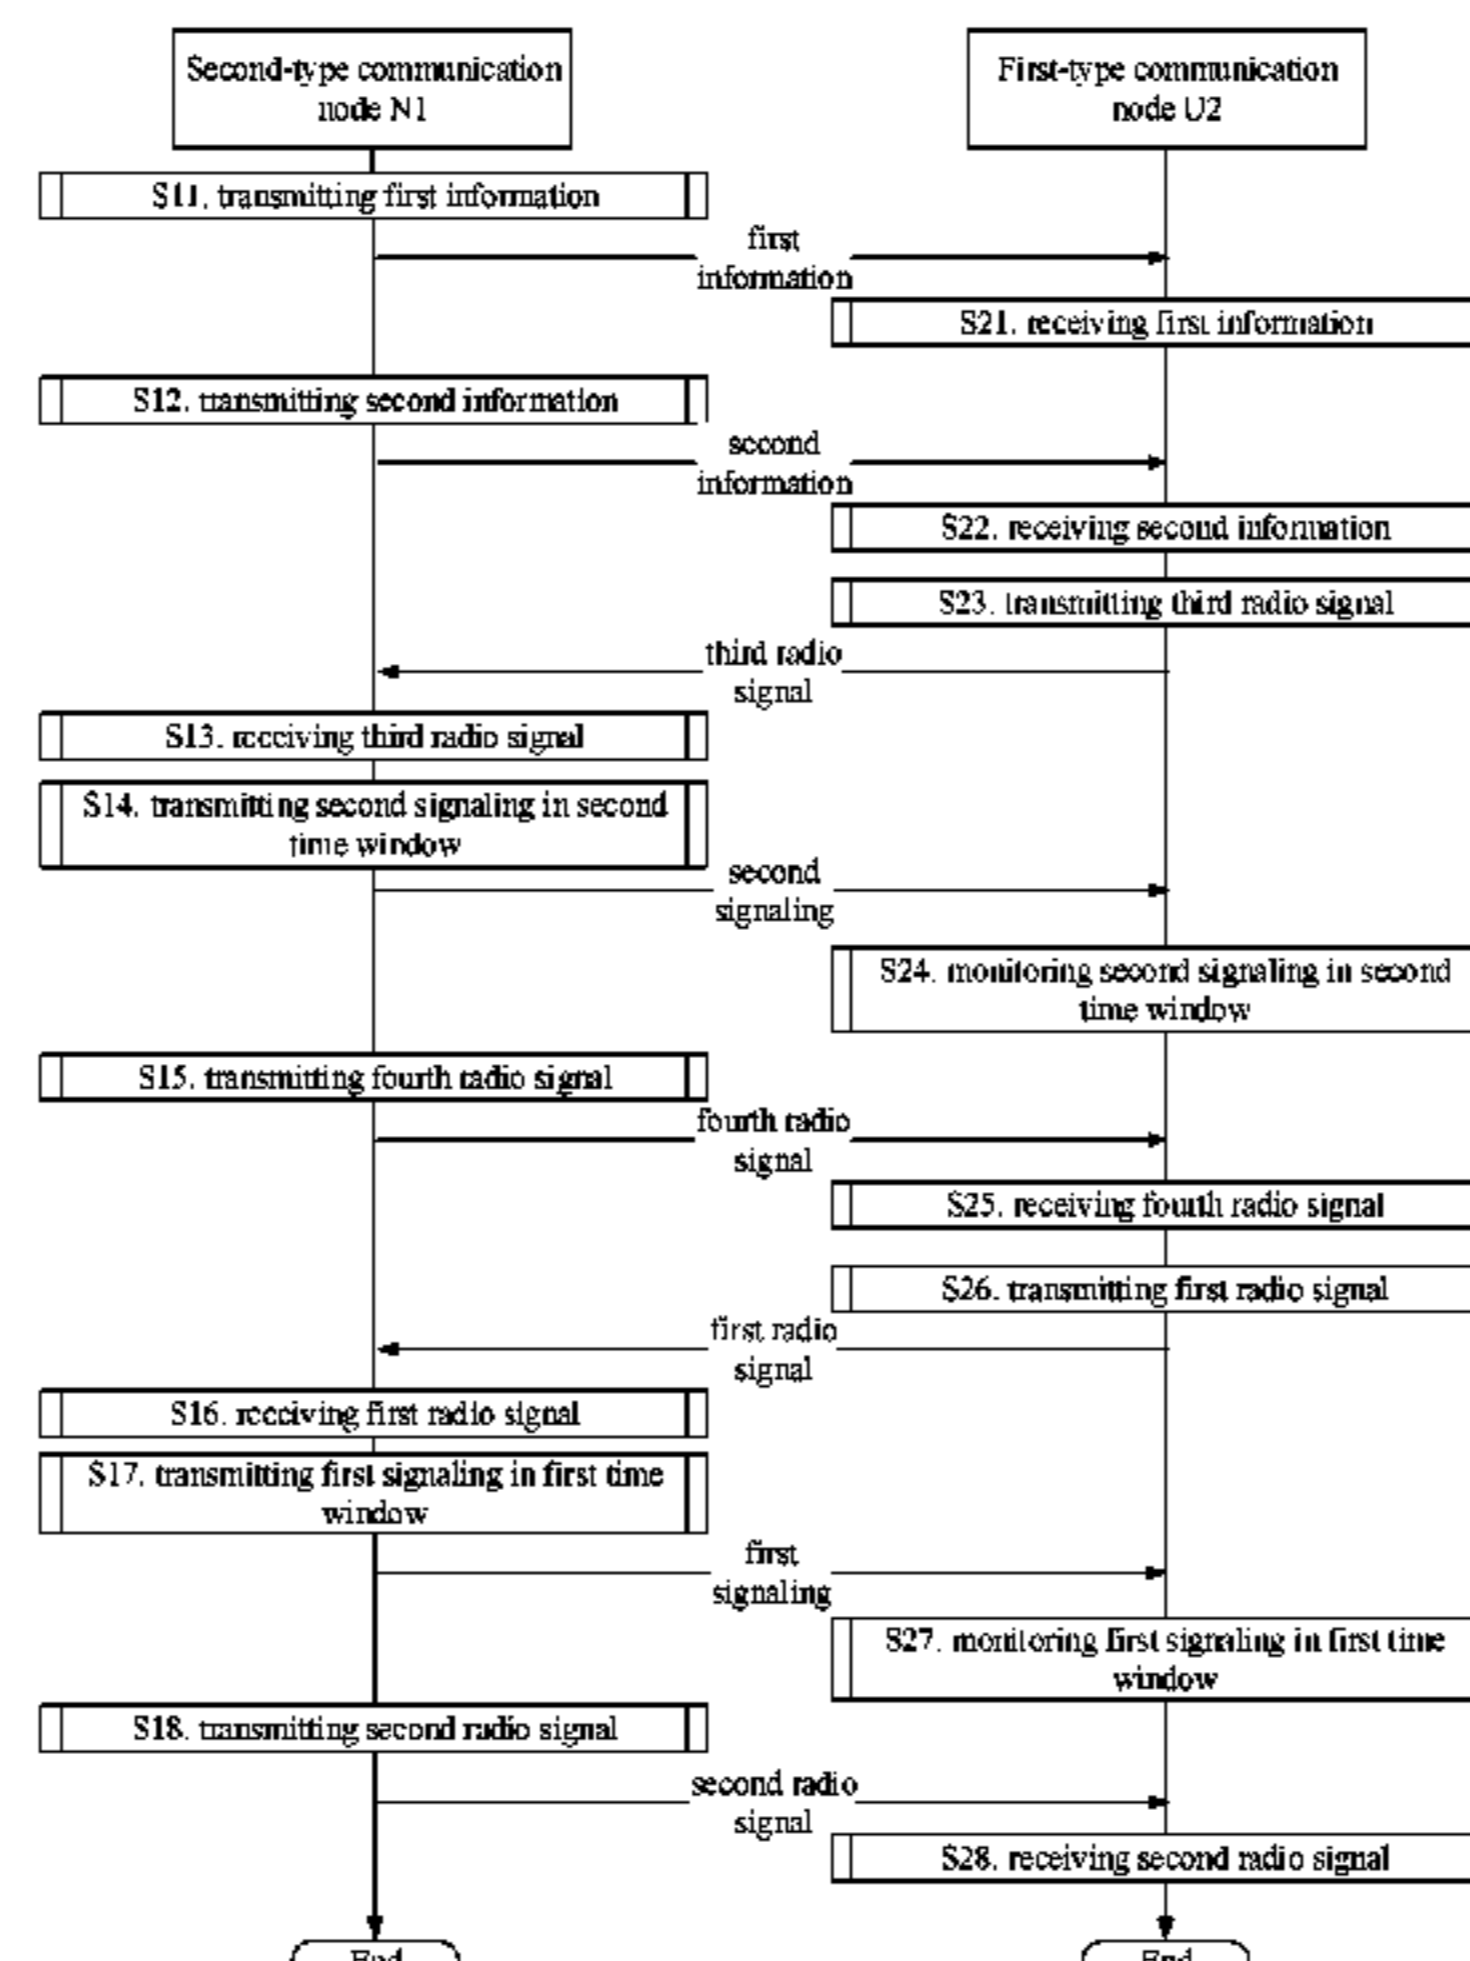 Second-type communication
node N1
First-type communication
node U2
S11. transmitting first information
first
information
S21. receiving first information
S12. transmitting second information
second
information
S22. receiving second information
S23. transmitting third radio signal
third radio
signal
S13. receiving third radio signal
S14. transmitting second signaling in second
time window
second
signaling
S24. monitoring second signaling in second
time window
S15. transmitting fourth radio signal
fourth radio
signal
S25. receiving fourth radio signal
S26. transmitting first radio signal
first radio
signal
S16. receiving first radio signal
S17. transmitting first signaling in first time
window
first
signaling
S27. monitoring first signaling in first time
window
S18. transmitting second radio signal
second radio
signal
S28. receiving second radio signal
End
End